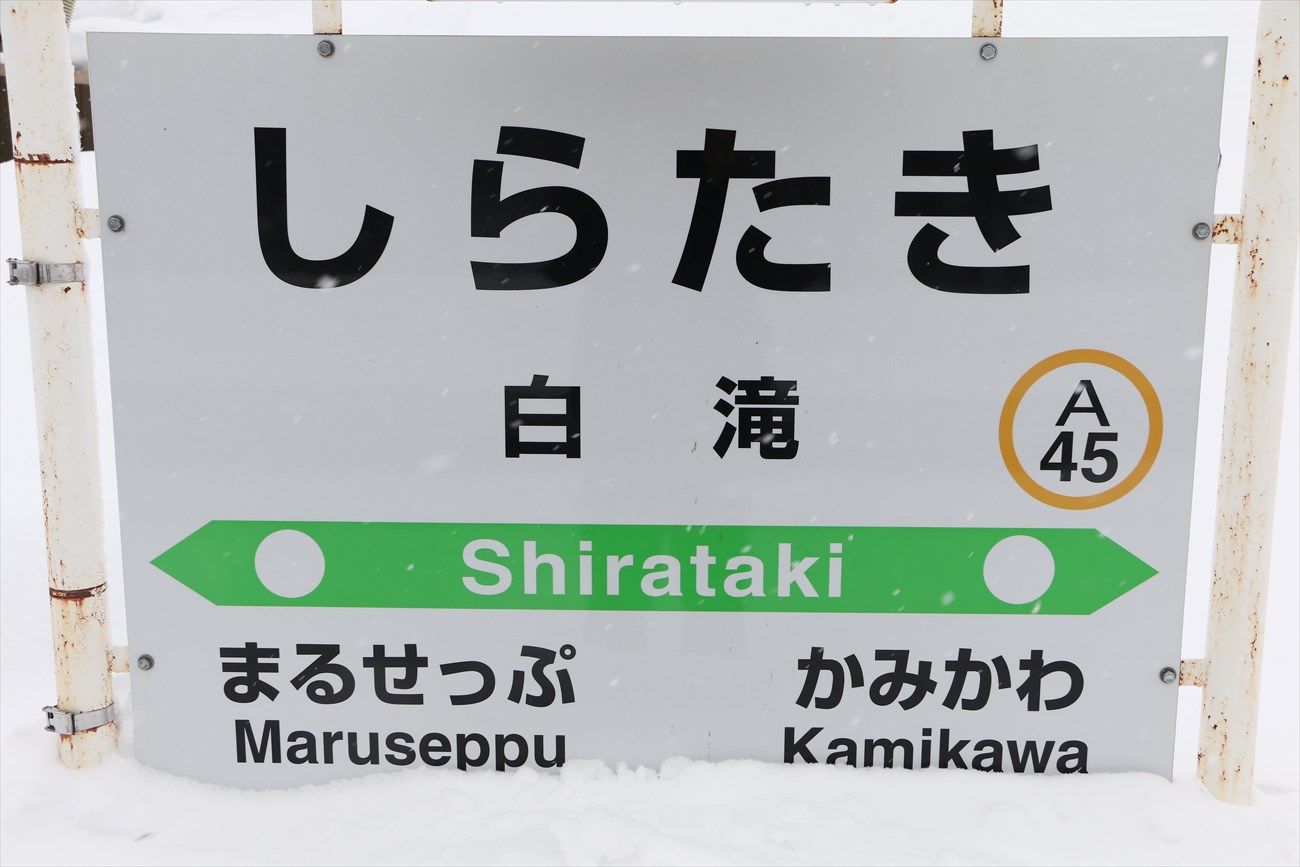 しらたき
白滝
A
45
Shirataki
まるせっぷ かみかわ
Maruseppu Kamikawa